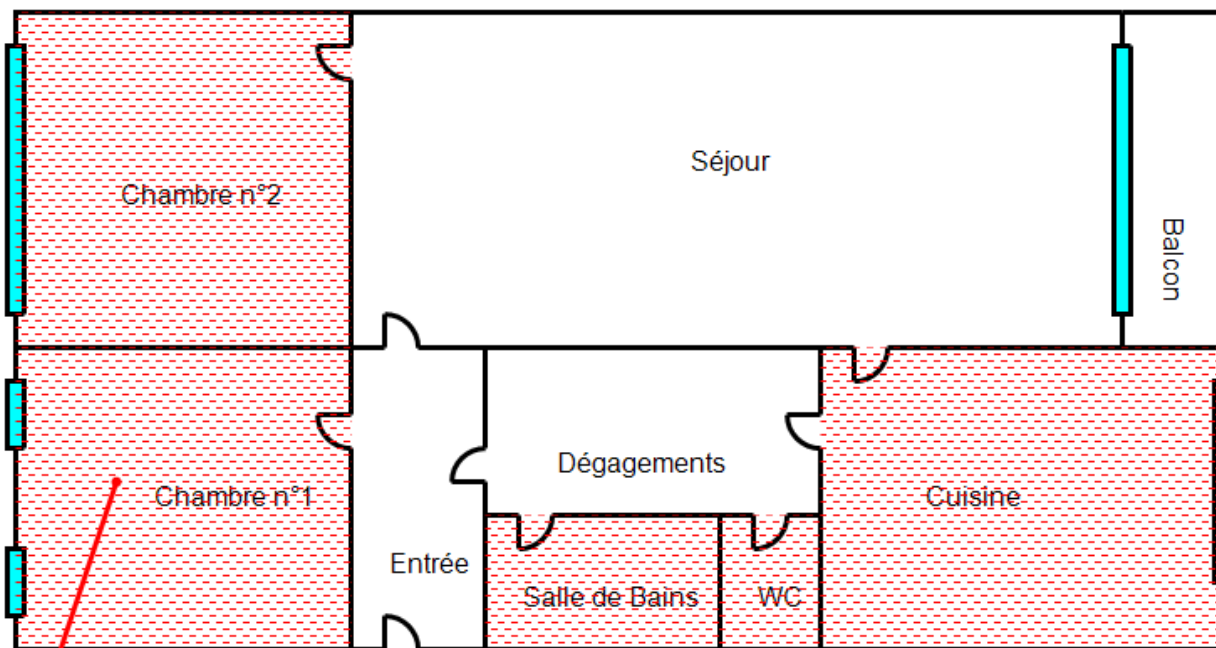 Séjour
Chambre n°2
Balcon
Dégagements
Chambre n°1
Cuisine
Entrée
Salle de Bains
WC